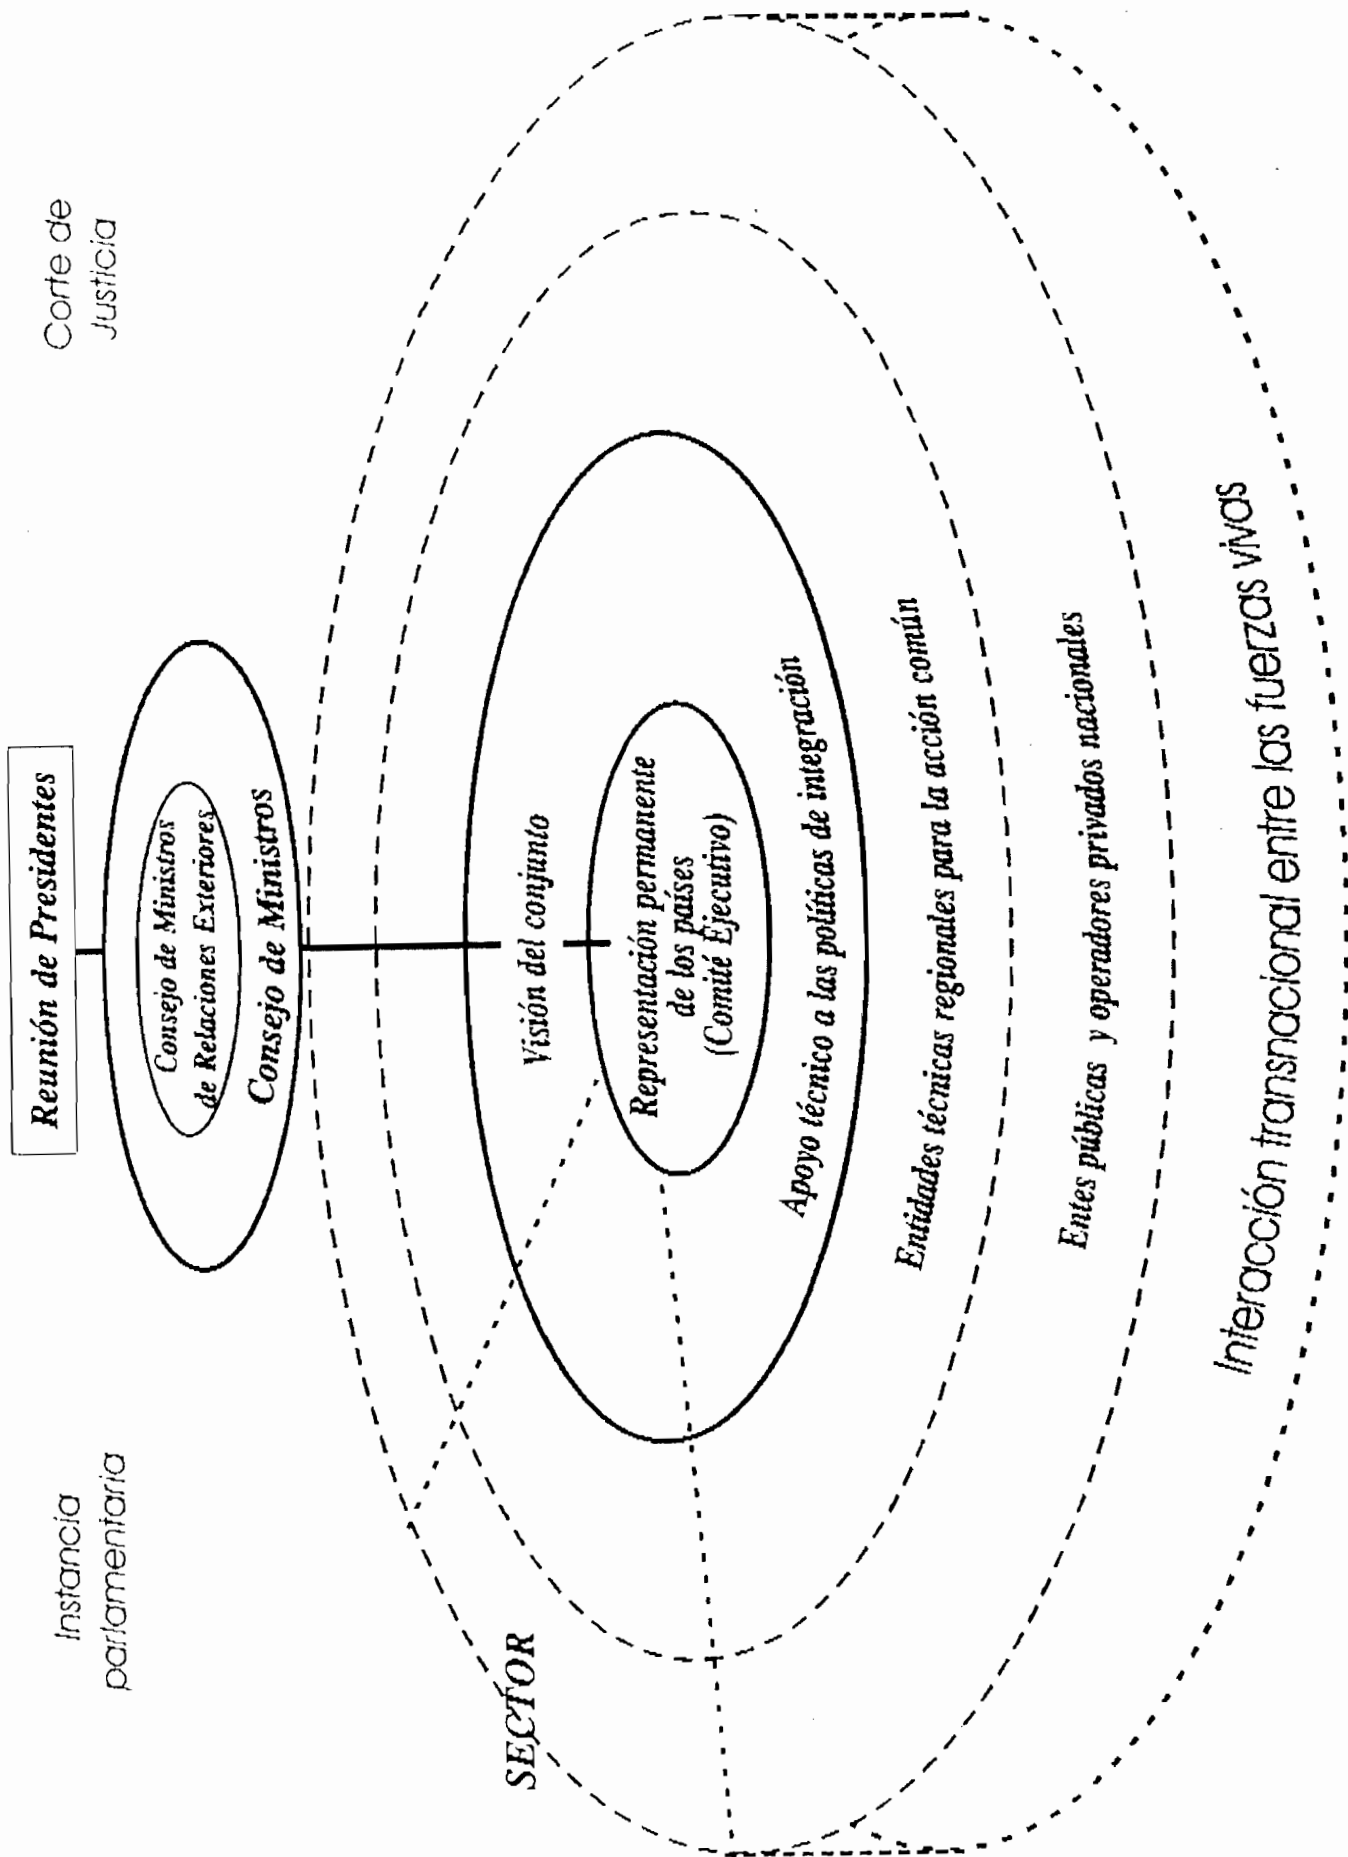 Reunión de Presidentes
Instancia
parlamentaria
Corte de
Justicia
Consejo de Ministros
de Relaciones Exteriores
Consejo de Ministros
SECTOR
Visión del conjunto
Representación permanente
de los países
(Comité Ejecutivo)
Apoyo técnico a las políticas de integración
Entidades técnicas regionales para la acción común
Entes públicas y operadores privados nacionales
Interacción transnacional entre las fuerzas vivas